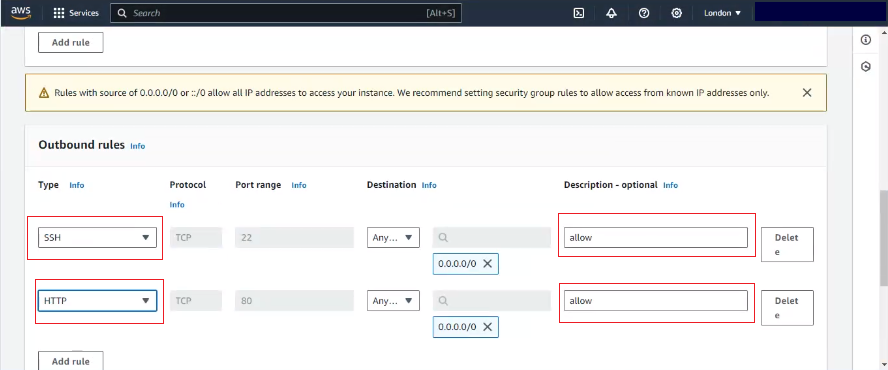 aws Services Search [Alt+S] London
Add rule
Rules with source of 0.0.0.0/0 or ::/0 allow all IP addresses to access your instance. We recommend setting security group rules to allow access from known IP addresses only.
Outbound rules Info
Type Info Protocol Info Port range Info Destination Info Description - optional Info
SSH TCP 22 Any... allow Delet
e
0.0.0.0/0
HTTP TCP 80 Any... allow Delet
e
0.0.0.0/0
Add rule